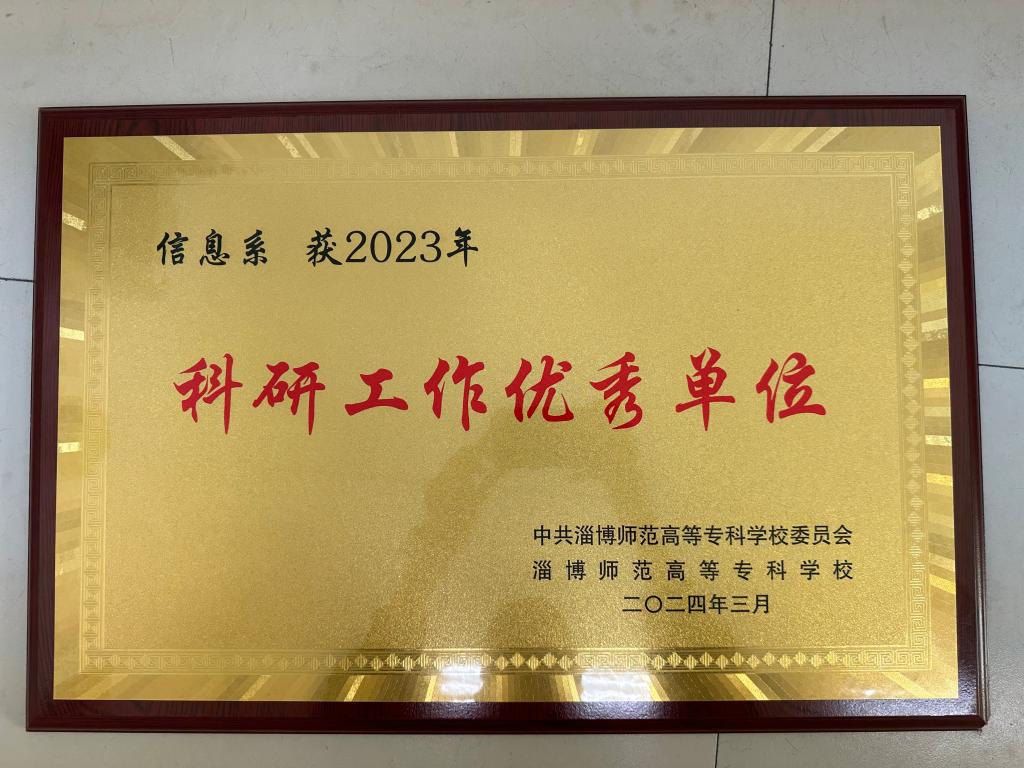 信息系 获2023年
科研工作优秀单位
中共淄博师范高等专科学校委员会
淄博师范高等专科学校
二〇二四年三月